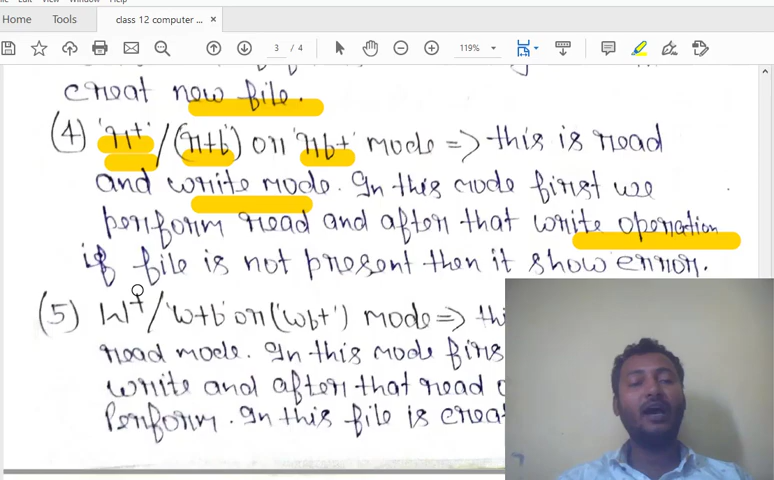 File Edit View Window Help
Home Tools class 12 computer ... ×
3 / 4 119%
creat new file.
(4) 'r+'/(r+b') or 'rb+' mode => this is read
and write mode. In this mode first we
perform read and after that write operation
if file is not present then it show error.
(5) W+/'w+b' or ('wb+') mode =>
read mode. In this mode
write and after that read
Perform. In this file is